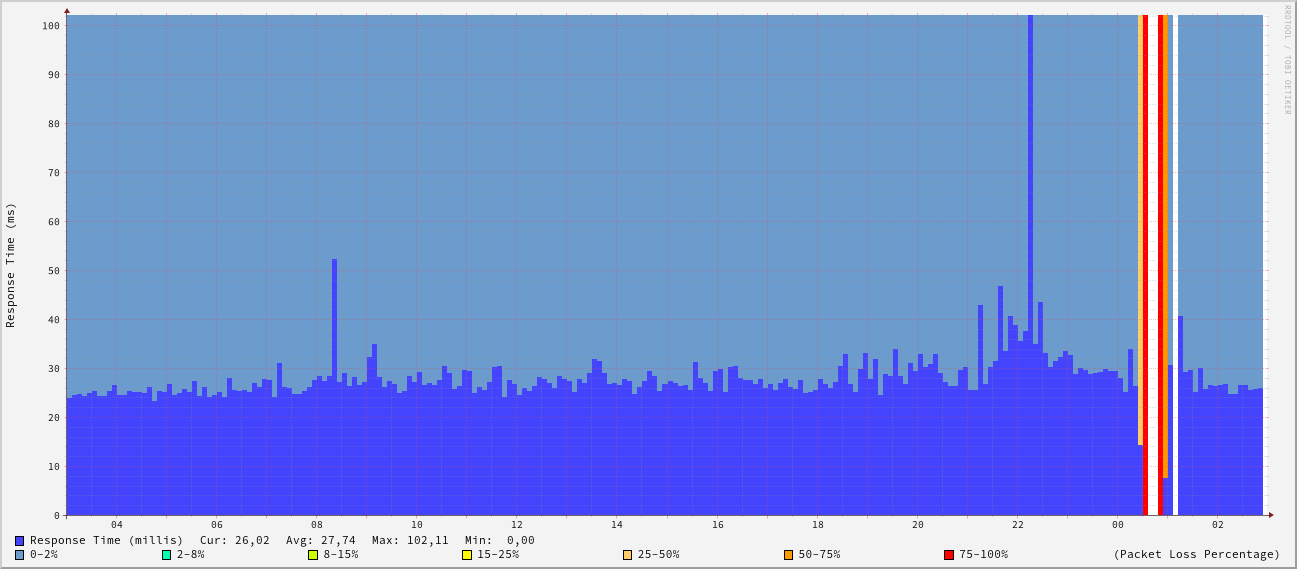 RRDTOOL / TOBI OETIKER
Response Time (ms)
100
90
80
70
60
50
40
30
20
10
0
04 06 08 10 12 14 16 18 20 22 00 02
Response Time (millis) Cur: 26,02 Avg: 27,74 Max: 102,11 Min: 0,00
0-2% 2-8% 8-15% 15-25% 25-50% 50-75% 75-100% (Packet Loss Percentage)